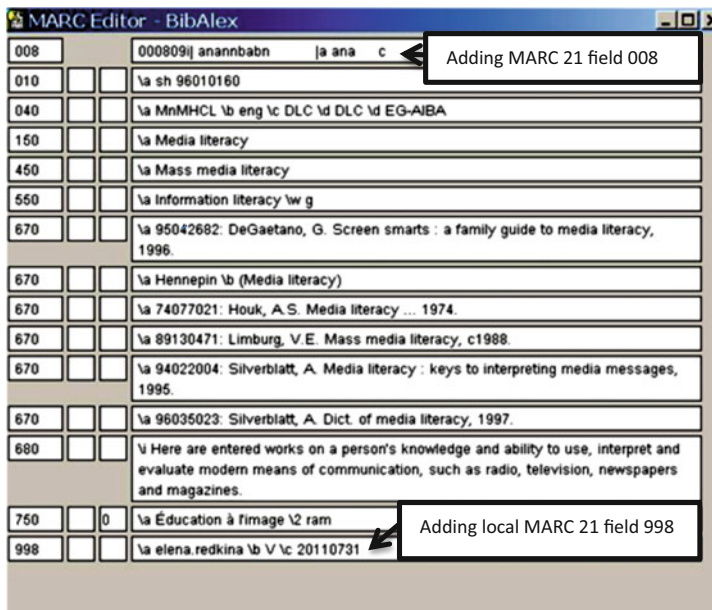 MARC Editor - BibAlex
008 000809i| anannbabn |a ana c
Adding MARC 21 field 008
010 \a sh 96010160
040 \a MnMHCL \b eng \c DLC \d DLC \d EG-AIBA
150 \a Media literacy
450 \a Mass media literacy
550 \a Information literacy \w g
670 \a 95042682: DeGaetano, G. Screen smarts : a family guide to media literacy,
1996.
670 \a Hennepin \b (Media literacy)
670 \a 74077021: Houk, A.S. Media literacy ... 1974.
670 \a 89130471: Limburg, V.E. Mass media literacy, c1988.
670 \a 94022004: Silverblatt, A. Media literacy : keys to interpreting media messages,
1995.
670 \a 96035023: Silverblatt, A. Dict. of media literacy, 1997.
680 \i Here are entered works on a person's knowledge and ability to use, interpret and
evaluate modern means of communication, such as radio, television, newspapers
and magazines.
750 0 \a Éducation à l'image \2 ram
Adding local MARC 21 field 998
998 \a elena.redkina \b V \c 20110731